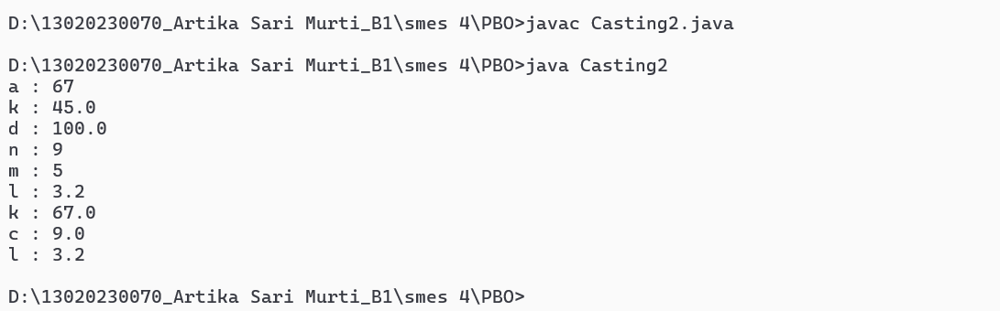 D:\13020230070_Artika Sari Murti_B1\smes 4\PBO>javac Casting2.java
D:\13020230070_Artika Sari Murti_B1\smes 4\PBO>java Casting2
a : 67
k : 45.0
d : 100.0
n : 9
m : 5
l : 3.2
k : 67.0
c : 9.0
l : 3.2
D:\13020230070_Artika Sari Murti_B1\smes 4\PBO>